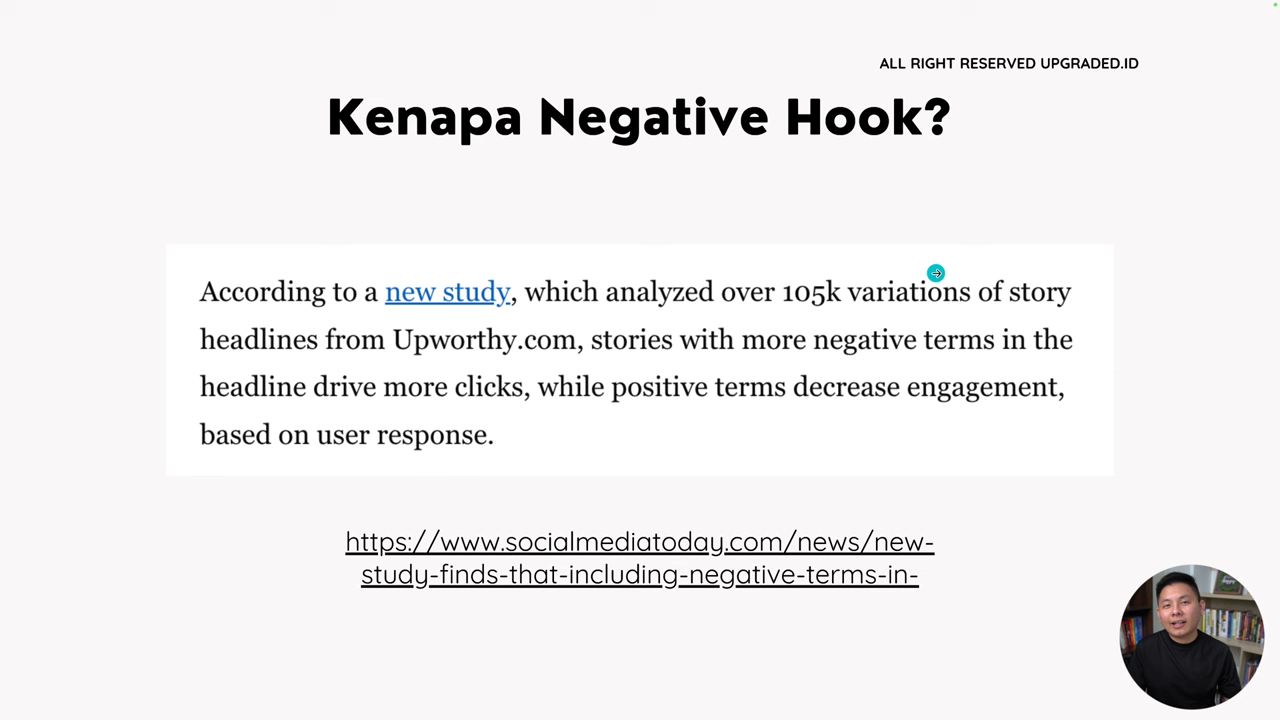 ALL RIGHT RESERVED UPGRADED.ID
Kenapa Negative Hook?
According to a new study, which analyzed over 105k variations of story
headlines from Upworthy.com, stories with more negative terms in the
headline drive more clicks, while positive terms decrease engagement,
based on user response.
https://www.socialmediatoday.com/news/new-
study-finds-that-including-negative-terms-in-